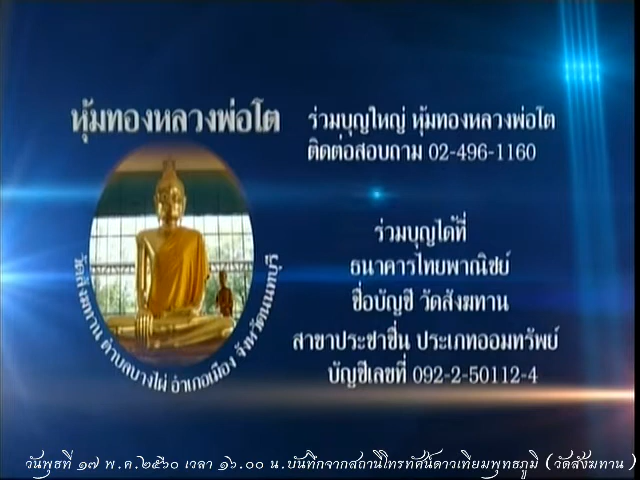 หุ้มทองหลวงพ่อโต
ร่วมบุญใหญ่ หุ้มทองหลวงพ่อโต
ติดต่อสอบถาม 02-496-1160
ร่วมบุญได้ที่
ธนาคารไทยพาณิชย์
ชื่อบัญชี วัดสังฆทาน
สาขาประชาชื่น ประเภทออมทรัพย์
บัญชีเลขที่ 092-2-50112-4
วัดสังฆทาน ตำบลบางไผ่ อำเภอเมือง จังหวัดนนทบุรี
วันพุธที่ ๑๗ พ.ค.๒๕๖๐ เวลา ๑๖.๐๐ น.บันทึกจากสถานีโทรทัศน์ดาวเทียมพุทธภูมิ ( วัดสังฆทาน )